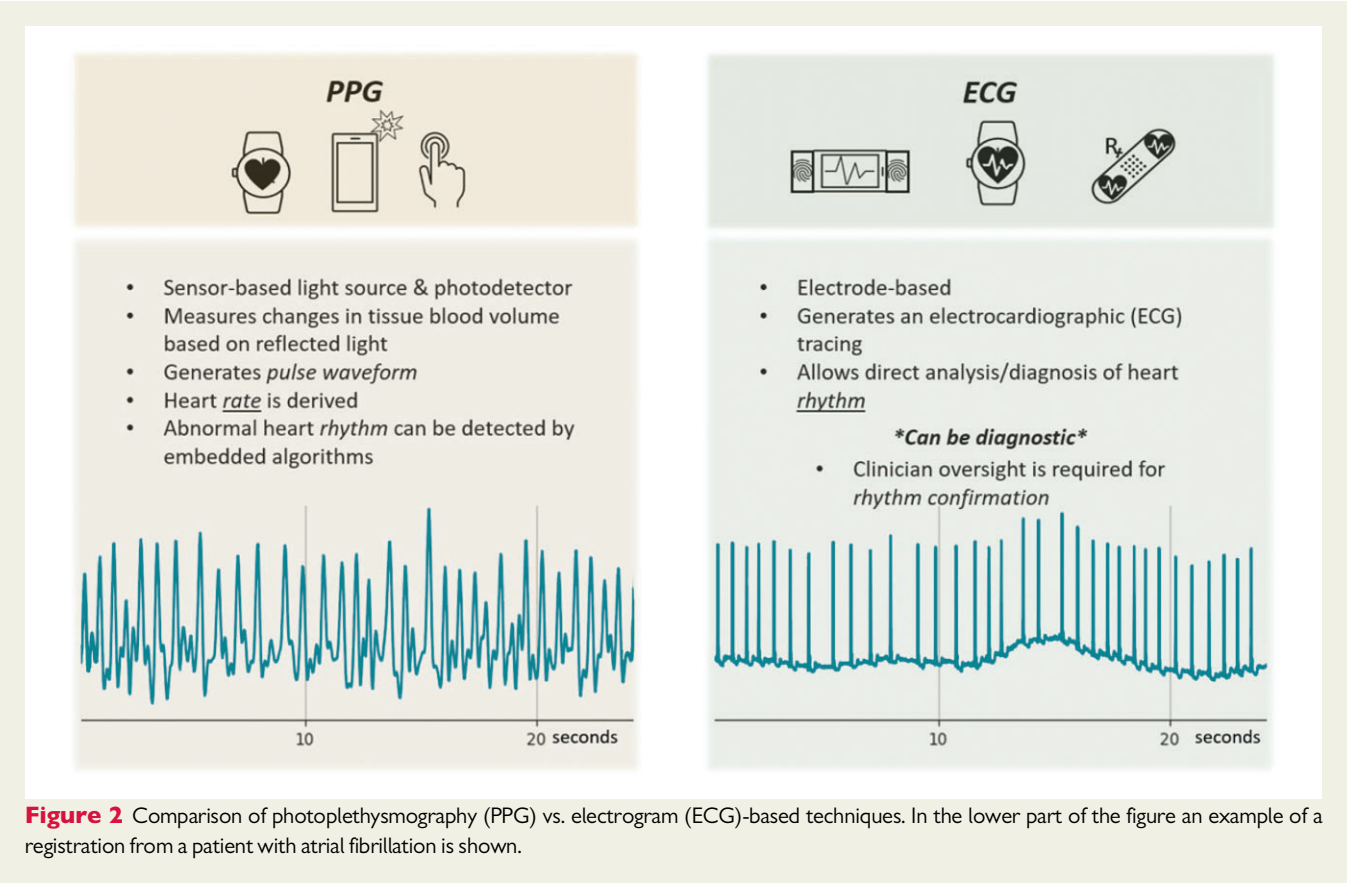 PPG
• Sensor-based light source & photodetector
• Measures changes in tissue blood volume
based on reflected light
• Generates pulse waveform
• Heart rate is derived
• Abnormal heart rhythm can be detected by
embedded algorithms
10
20 seconds
ECG
R
• Electrode-based
• Generates an electrocardiographic (ECG)
tracing
• Allows direct analysis/diagnosis of heart
rhythm
*Can be diagnostic*
• Clinician oversight is required for
rhythm confirmation
10
20 seconds
Figure 2 Comparison of photoplethysmography (PPG) vs. electrogram (ECG)-based techniques. In the lower part of the figure an example of a
registration from a patient with atrial fibrillation is shown.